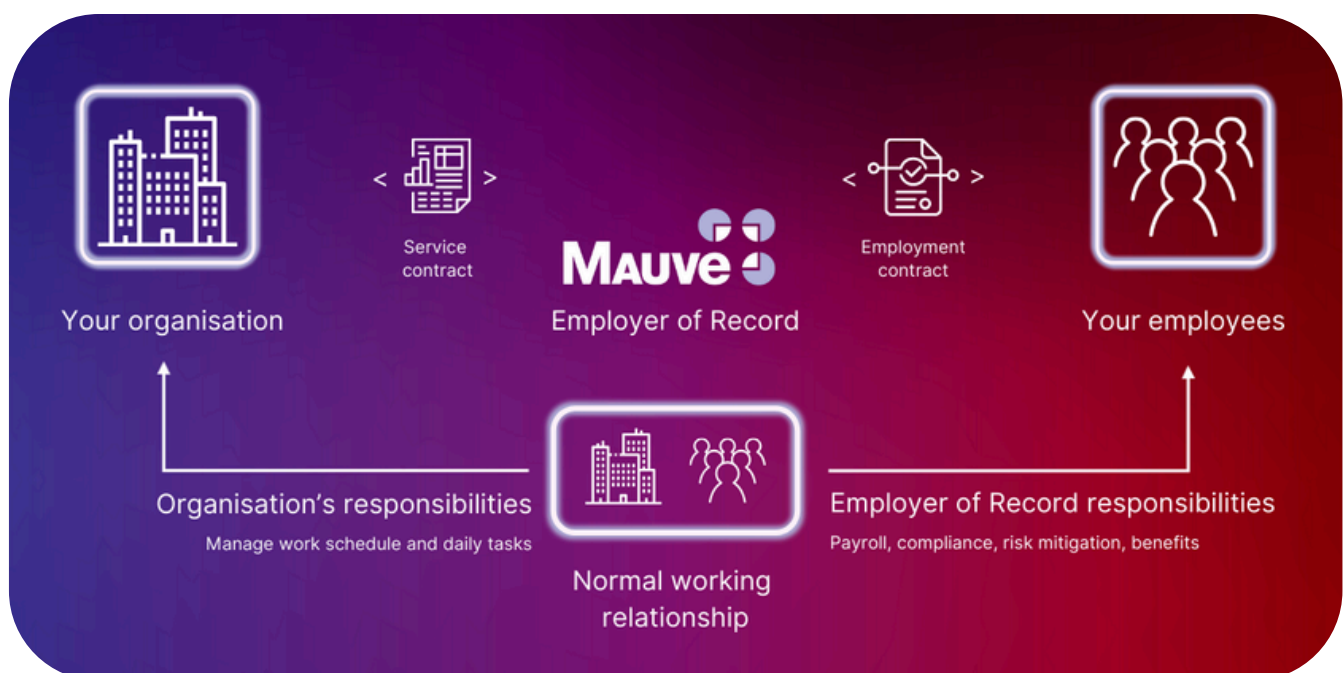 < >
Service
contract
MAUVE
< >
Employment
contract
Your organisation
Employer of Record
Your employees
Organisation’s responsibilities
Manage work schedule and daily tasks
Employer of Record responsibilities
Payroll, compliance, risk mitigation, benefits
Normal working
relationship